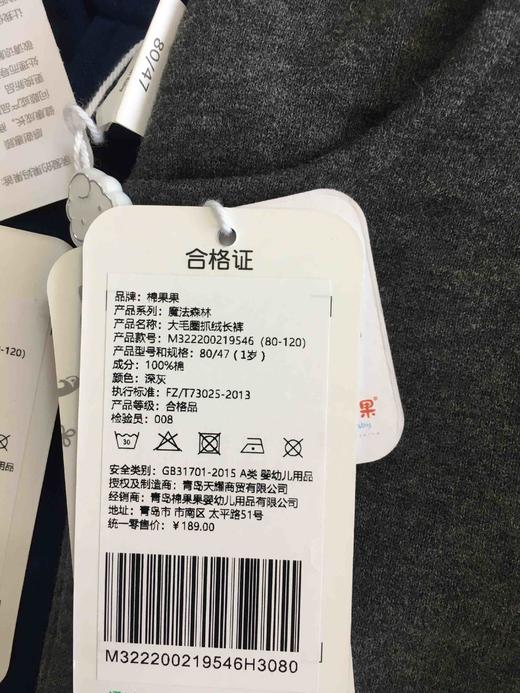 80/47
合格证
品牌：棉果果
产品系列：魔法森林
产品名称：大毛圈抓绒长裤
产品款号：M322200219546 (80-120)
产品型号和规格：80/47 (1岁)
成分：100%棉
颜色：深灰
执行标准：FZ/T73025-2013
产品等级：合格品
检验员：008
30
安全类别：GB31701-2015 A类 婴幼儿用品
授权及制造商：青岛天耀商贸有限公司
经销商：青岛棉果果婴幼儿用品有限公司
地址：青岛市 市南区 太平路51号
统一零售价：￥189.00
M322200219546H3080
-120)
果